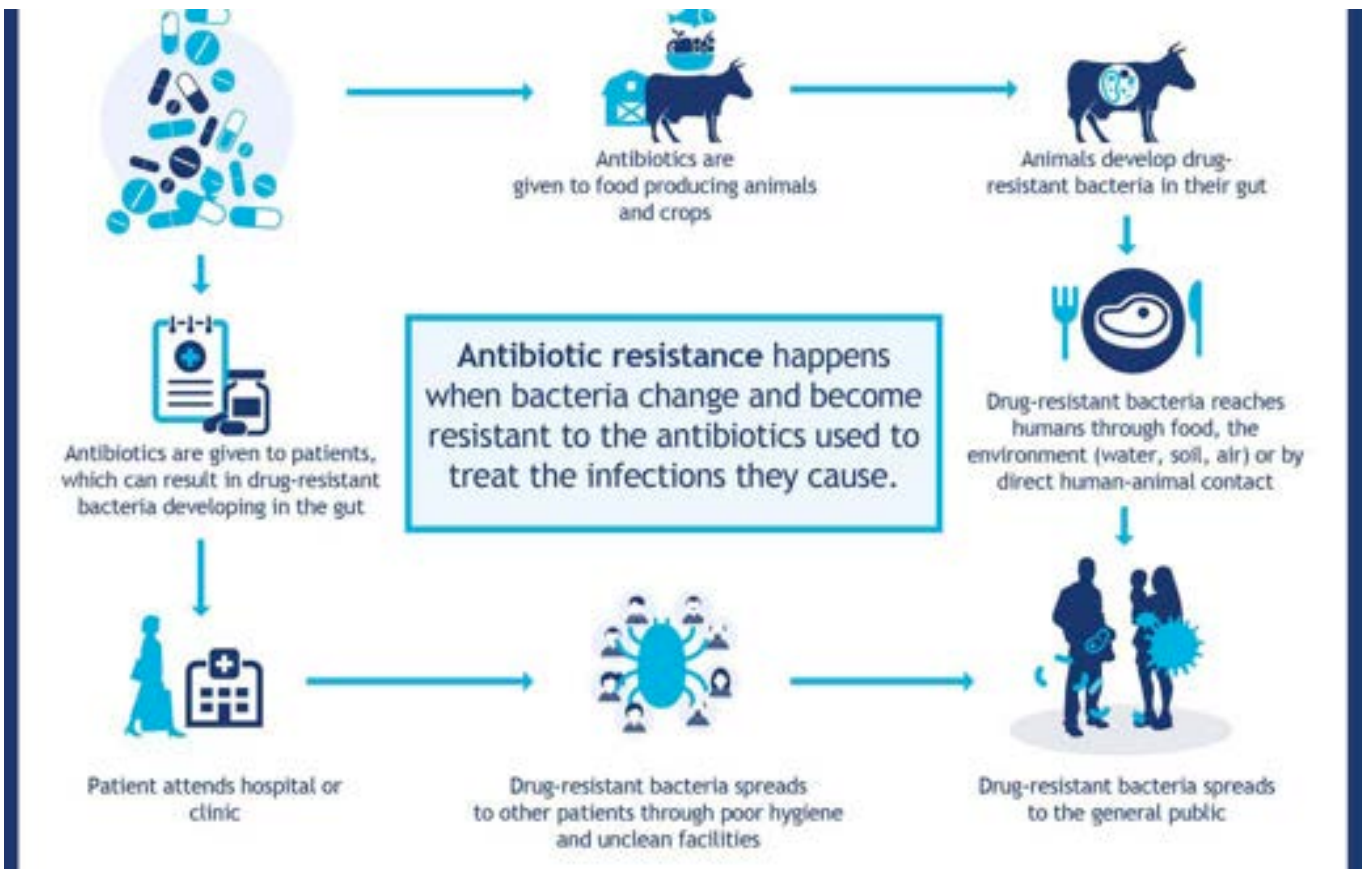 Antibiotics are
given to food producing animals
and crops
Animals develop drug-
resistant bacteria in their gut
Antibiotic resistance happens
when bacteria change and become
resistant to the antibiotics used to
treat the infections they cause.
Drug-resistant bacteria reaches
humans through food, the
environment (water, soil, air) or by
direct human-animal contact
Antibiotics are given to patients,
which can result in drug-resistant
bacteria developing in the gut
Patient attends hospital or
clinic
Drug-resistant bacteria spreads
to other patients through poor hygiene
and unclean facilities
Drug-resistant bacteria spreads
to the general public